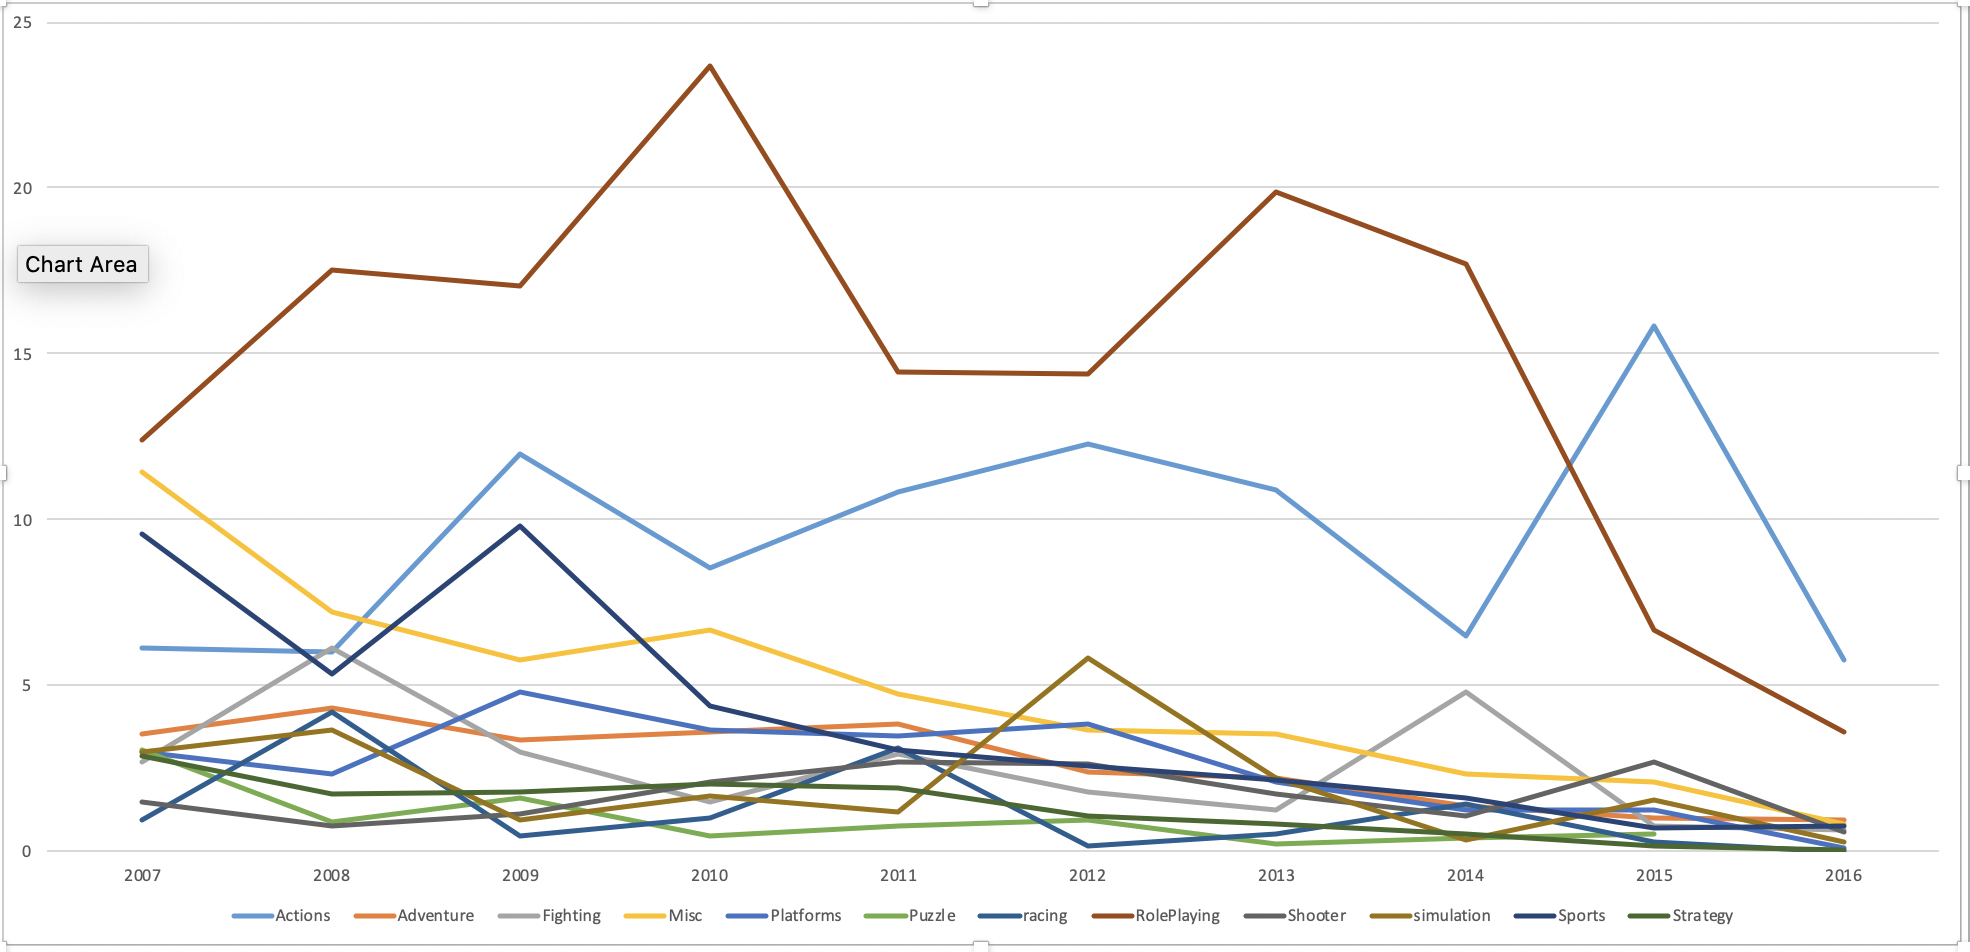 25
20
Chart Area
15
10
5
0
2007 2008 2009 2010 2011 2012 2013 2014 2015 2016
Actions Adventure Fighting Misc Platforms Puzzle racing RolePlaying Shooter simulation Sports Strategy